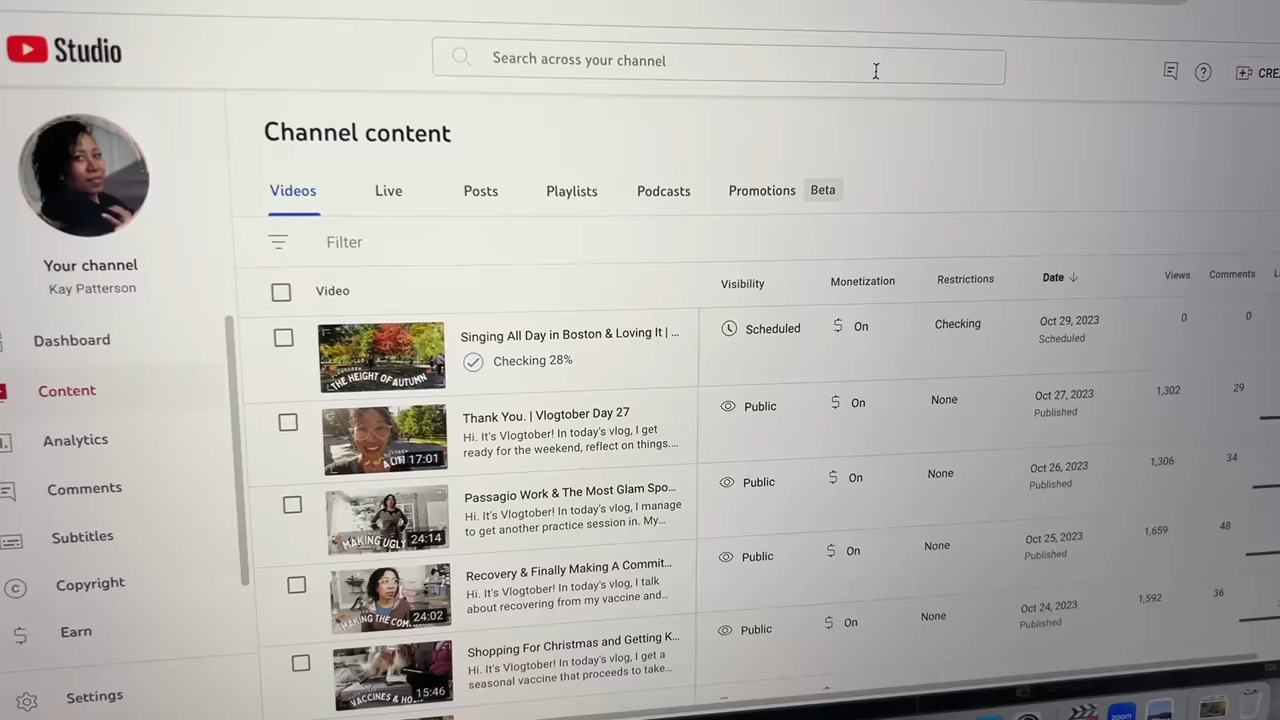 Studio
Search across your channel
Channel content
Videos Live Posts Playlists Podcasts Promotions Beta
Filter
Your channel
Kay Patterson
Dashboard
Content
Analytics
Comments
Subtitles
Copyright
Earn
Settings
Video Visibility Monetization Restrictions Date Views Comments
THE HEIGHT OF AUTUMN
Singing All Day in Boston & Loving It | ...
Checking 28%
Scheduled $ On Checking Oct 29, 2023 0 0
Scheduled
17:01
Thank You. | Vlogtober Day 27
Hi. It's Vlogtober! In today's vlog, I get
ready for the weekend, reflect on things....
Public $ On None Oct 27, 2023 1,302 29
Published
MAKING UGLY 24:14
Passagio Work & The Most Glam Spo...
Hi. It's Vlogtober! In today's vlog, I manage
to get another practice session in. My...
Public $ On None Oct 26, 2023 1,306 34
Published
MAKING THE COM 24:02
Recovery & Finally Making A Commit...
Hi. It's Vlogtober! In today's vlog, I talk
about recovering from my vaccine and...
Public $ On None Oct 25, 2023 1,659 48
Published
VACCINES & HO 15:46
Shopping For Christmas and Getting K...
Hi. It's Vlogtober! In today's vlog, I get a
seasonal vaccine that proceeds to take...
Public $ On None Oct 24, 2023 1,592 36
Published
zoom